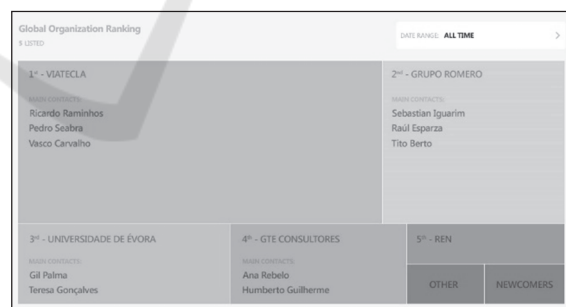 Global Organization Ranking
5 LISTED
DATE RANGE: ALL TIME >
1st - VIATECLA
MAIN CONTACTS:
Ricardo Raminhos
Pedro Seabra
Vasco Carvalho
2nd - GRUPO ROMERO
MAIN CONTACTS:
Sebastian Iguarim
Raúl Esparza
Tito Berto
3rd - UNIVERSIDADE DE ÉVORA
MAIN CONTACTS:
Gil Palma
Teresa Gonçalves
4th - GTE CONSULTORES
MAIN CONTACTS:
Ana Rebelo
Humberto Guilherme
5th - REN
OTHER
NEWCOMERS